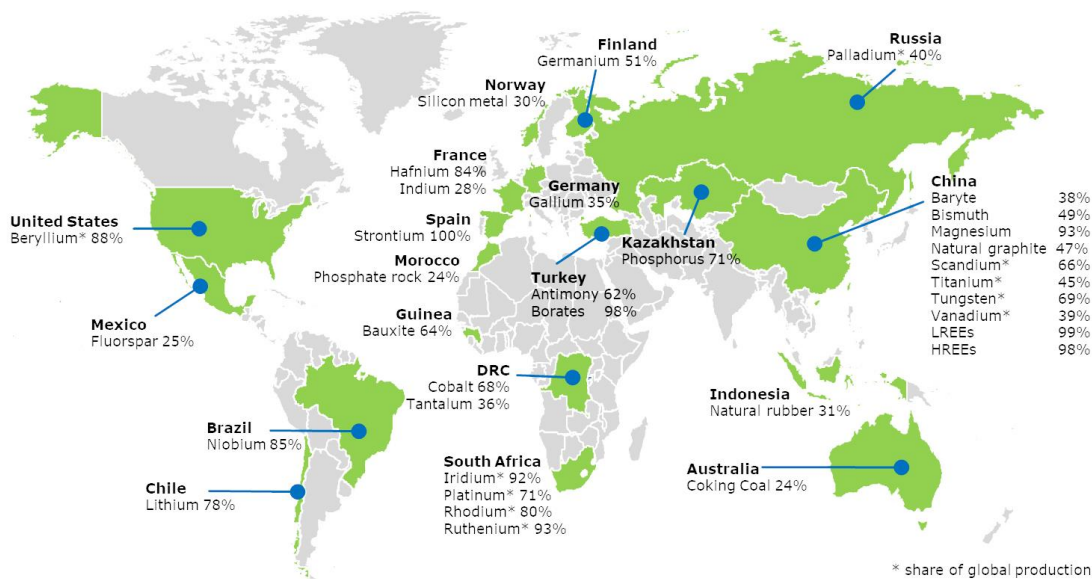 Russia
Palladium* 40%
Finland
Germanium 51%
Norway
Silicon metal 30%
France
Hafnium 84%
Indium 28%
Germany
Gallium 35%
Spain
Strontium 100%
Morocco
Phosphate rock 24%
Kazakhstan
Phosphorus 71%
Turkey
Antimony 62%
Borates 98%
China
Baryte 38%
Bismuth 49%
Magnesium 93%
Natural graphite 47%
Scandium* 66%
Titanium* 45%
Tungsten* 69%
Vanadium* 39%
LREEs 99%
HREEs 98%
United States
Beryllium* 88%
Mexico
Fluorspar 25%
Guinea
Bauxite 64%
DRC
Cobalt 68%
Tantalum 36%
Indonesia
Natural rubber 31%
Brazil
Niobium 85%
Chile
Lithium 78%
South Africa
Iridium* 92%
Platinum* 71%
Rhodium* 80%
Ruthenium* 93%
Australia
Coking Coal 24%
* share of global production